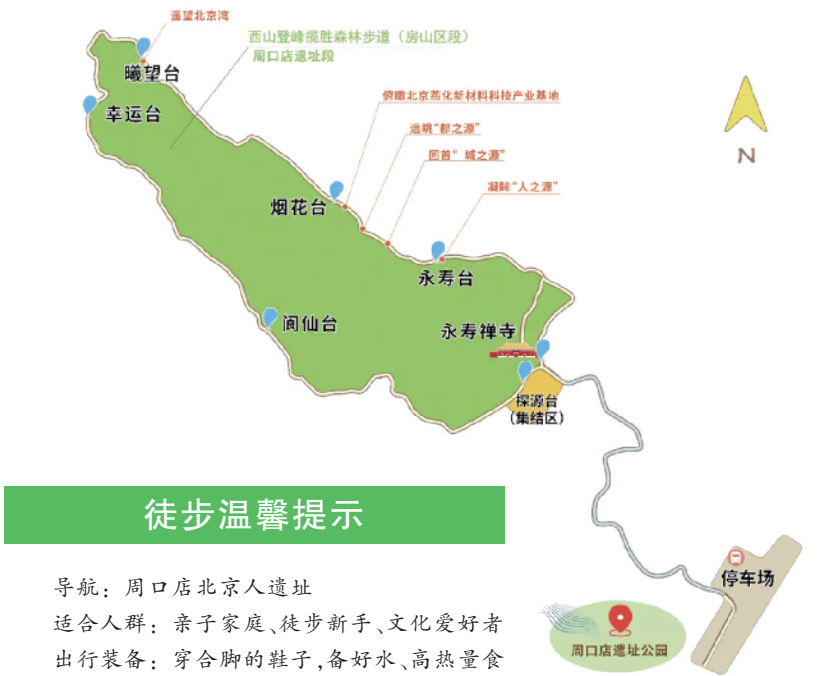 遥望北京湾
西山登峰揽胜森林步道（房山区段）
周口店遗址段
曦望台
幸运台
俯瞰北京燕化新材料科技产业基地
远眺“都之源”
回首“城之源”
凝眸“人之源”
烟花台
永寿台
阆仙台
永寿禅寺
探源台
（集结区）
N
停车场
周口店遗址公园
徒步温馨提示
导航：周口店北京人遗址
适合人群：亲子家庭、徒步新手、文化爱好者
出行装备：穿合脚的鞋子，备好水、高热量食